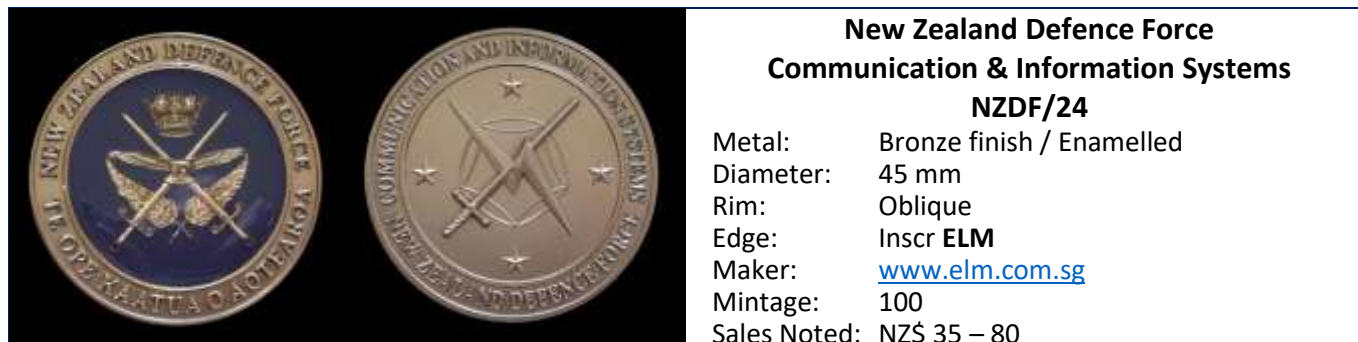 NEW ZEALAND DEFENCE FORCE
TE OPE KAATUA O AOTEAROA
COMMUNICATION AND INFORMATION SYSTEMS
NEW ZEALAND DEFENCE FORCE
New Zealand Defence Force
Communication & Information Systems
NZDF/24
Metal: Bronze finish / Enamelled
Diameter: 45 mm
Rim: Oblique
Edge: Inscr ELM
Maker: www.elm.com.sg
Mintage: 100
Sales Noted: NZ$ 35 – 80